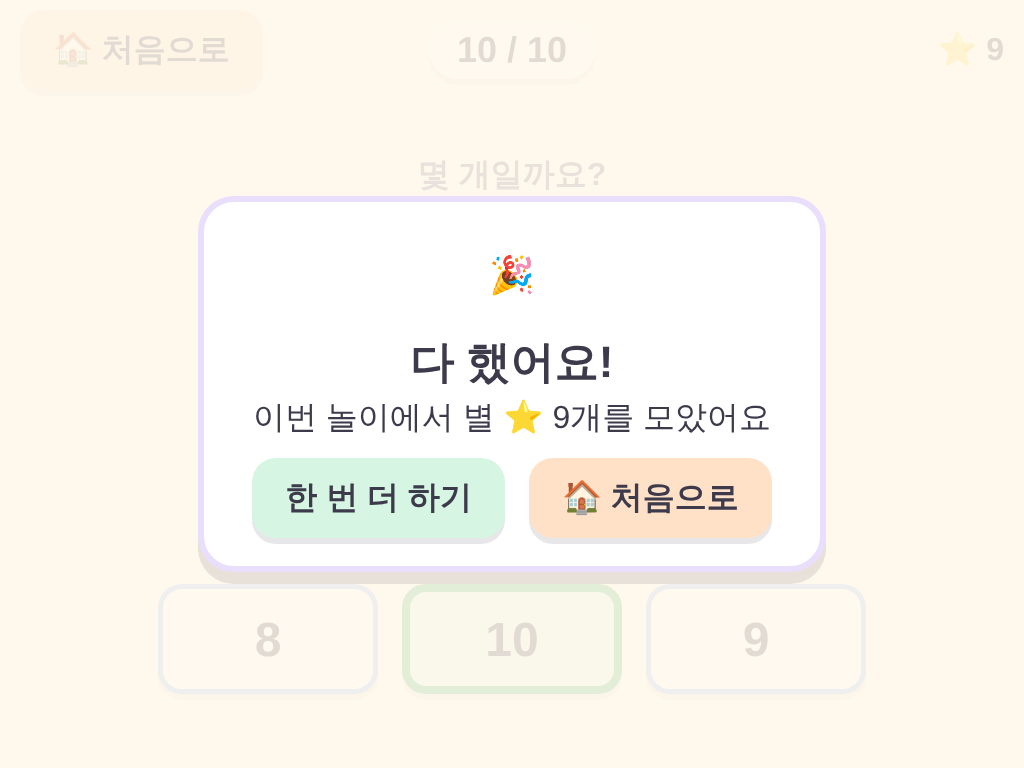 🏠 처음으로
10 / 10
⭐ 9
몇 개일까요?
🎉
다 했어요!
이번 놀이에서 별 ⭐ 9개를 모았어요
한 번 더 하기
🏠 처음으로
8
10
9